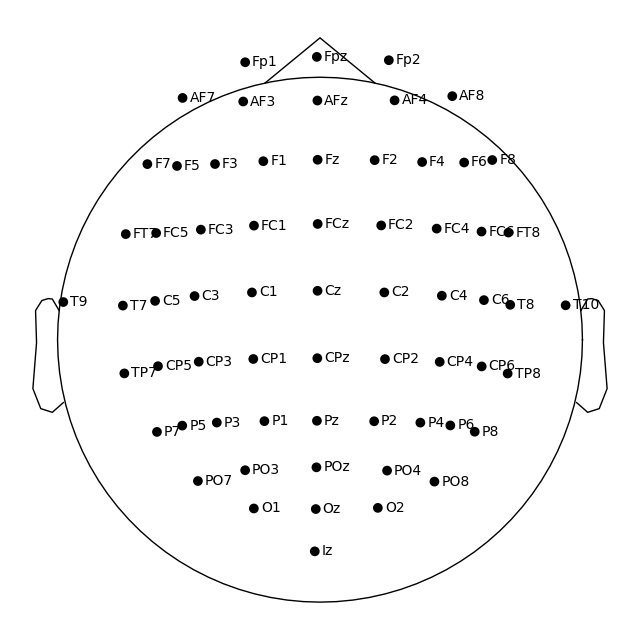 Fp1 Fpz Fp2
AF7 AF3 AFz AF4 AF8
F7 F5 F3 F1 Fz F2 F4 F6 F8
FT7 FC5 FC3 FC1 FCz FC2 FC4 FC6 FT8
T9 T7 C5 C3 C1 Cz C2 C4 C6 T8 T10
TP7 CP5 CP3 CP1 CPz CP2 CP4 CP6 TP8
P7 P5 P3 P1 Pz P2 P4 P6 P8
PO7 PO3 POz PO4 PO8
O1 Oz O2
Iz